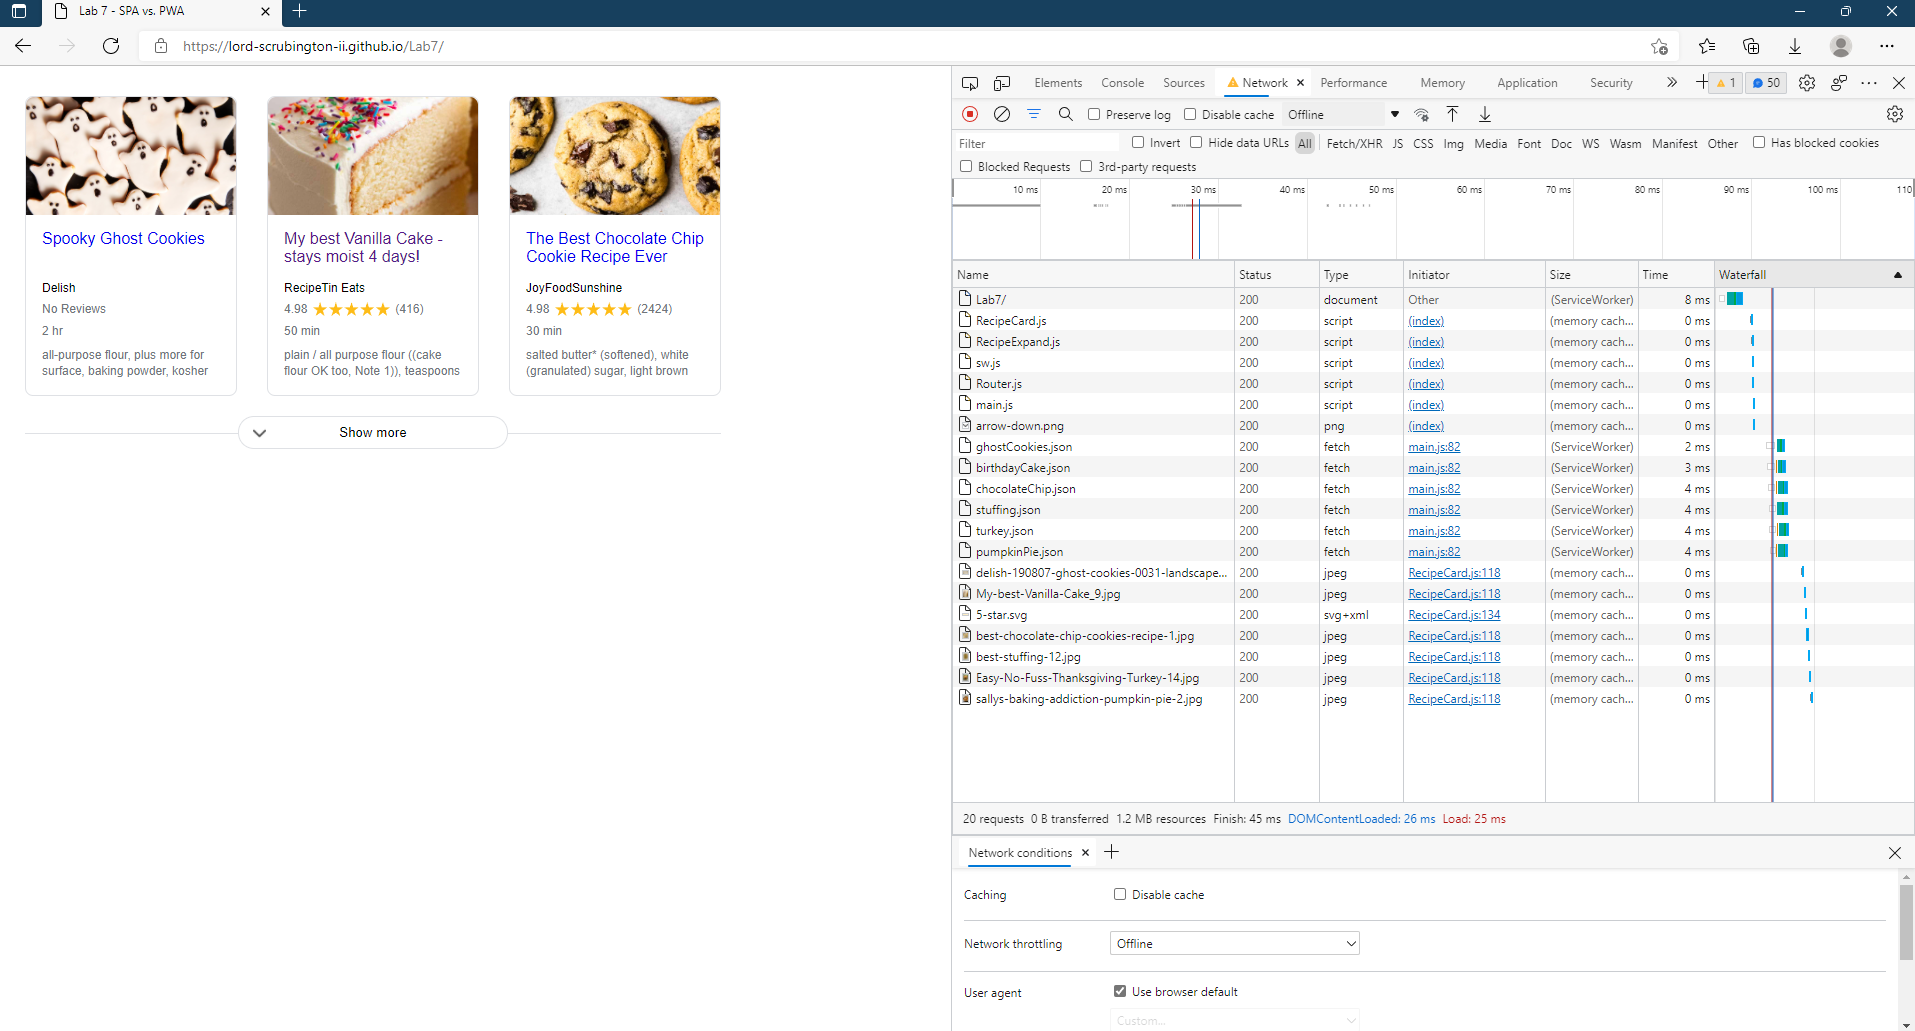 Lab 7 - SPA vs. PWA
https://lord-scrubington-ii.github.io/Lab7/
Spooky Ghost Cookies
Delish
No Reviews
2 hr
all-purpose flour, plus more for
surface, baking powder, kosher
My best Vanilla Cake -
stays moist 4 days!
RecipeTin Eats
4.98 (416)
50 min
plain / all purpose flour ((cake
flour OK too, Note 1)), teaspoons
The Best Chocolate Chip
Cookie Recipe Ever
JoyFoodSunshine
4.98 (2424)
30 min
salted butter* (softened), white
(granulated) sugar, light brown
Show more
Elements Console Sources Network Performance Memory Application Security 1 50
Preserve log Disable cache Offline
Filter Invert Hide data URLs All Fetch/XHR JS CSS Img Media Font Doc WS Wasm Manifest Other Has blocked cookies
Blocked Requests 3rd-party requests
10 ms 20 ms 30 ms 40 ms 50 ms 60 ms 70 ms 80 ms 90 ms 100 ms 110
Name Status Type Initiator Size Time Waterfall
Lab7/ 200 document Other (ServiceWorker) 8 ms
RecipeCard.js 200 script (index) (memory cach... 0 ms
RecipeExpand.js 200 script (index) (memory cach... 0 ms
sw.js 200 script (index) (memory cach... 0 ms
Router.js 200 script (index) (memory cach... 0 ms
main.js 200 script (index) (memory cach... 0 ms
arrow-down.png 200 png (index) (memory cach... 0 ms
ghostCookies.json 200 fetch main.js:82 (ServiceWorker) 2 ms
birthdayCake.json 200 fetch main.js:82 (ServiceWorker) 3 ms
chocolateChip.json 200 fetch main.js:82 (ServiceWorker) 4 ms
stuffing.json 200 fetch main.js:82 (ServiceWorker) 4 ms
turkey.json 200 fetch main.js:82 (ServiceWorker) 4 ms
pumpkinPie.json 200 fetch main.js:82 (ServiceWorker) 4 ms
delish-190807-ghost-cookies-0031-landscape... 200 jpeg RecipeCard.js:118 (memory cach... 0 ms
My-best-Vanilla-Cake_9.jpg 200 jpeg RecipeCard.js:118 (memory cach... 0 ms
5-star.svg 200 svg+xml RecipeCard.js:134 (memory cach... 0 ms
best-chocolate-chip-cookies-recipe-1.jpg 200 jpeg RecipeCard.js:118 (memory cach... 0 ms
best-stuffing-12.jpg 200 jpeg RecipeCard.js:118 (memory cach... 0 ms
Easy-No-Fuss-Thanksgiving-Turkey-14.jpg 200 jpeg RecipeCard.js:118 (memory cach... 0 ms
sallys-baking-addiction-pumpkin-pie-2.jpg 200 jpeg RecipeCard.js:118 (memory cach... 0 ms
20 requests 0 B transferred 1.2 MB resources Finish: 45 ms DOMContentLoaded: 26 ms Load: 25 ms
Network conditions
Caching Disable cache
Network throttling Offline
User agent Use browser default
Custom...